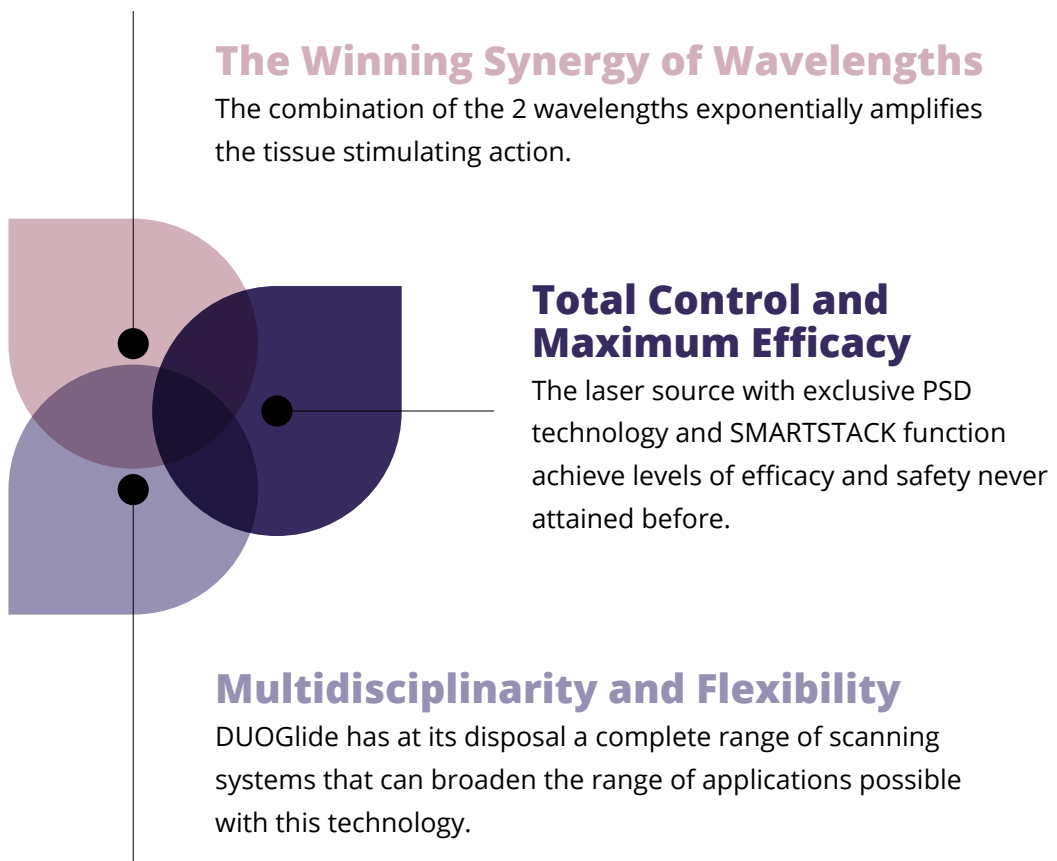 The Winning Synergy of Wavelengths
The combination of the 2 wavelengths exponentially amplifies
the tissue stimulating action.
Total Control and
Maximum Efficacy
The laser source with exclusive PSD
technology and SMARTSTACK function
achieve levels of efficacy and safety never
attained before.
Multidisciplinarity and Flexibility
DUOGlide has at its disposal a complete range of scanning
systems that can broaden the range of applications possible
with this technology.